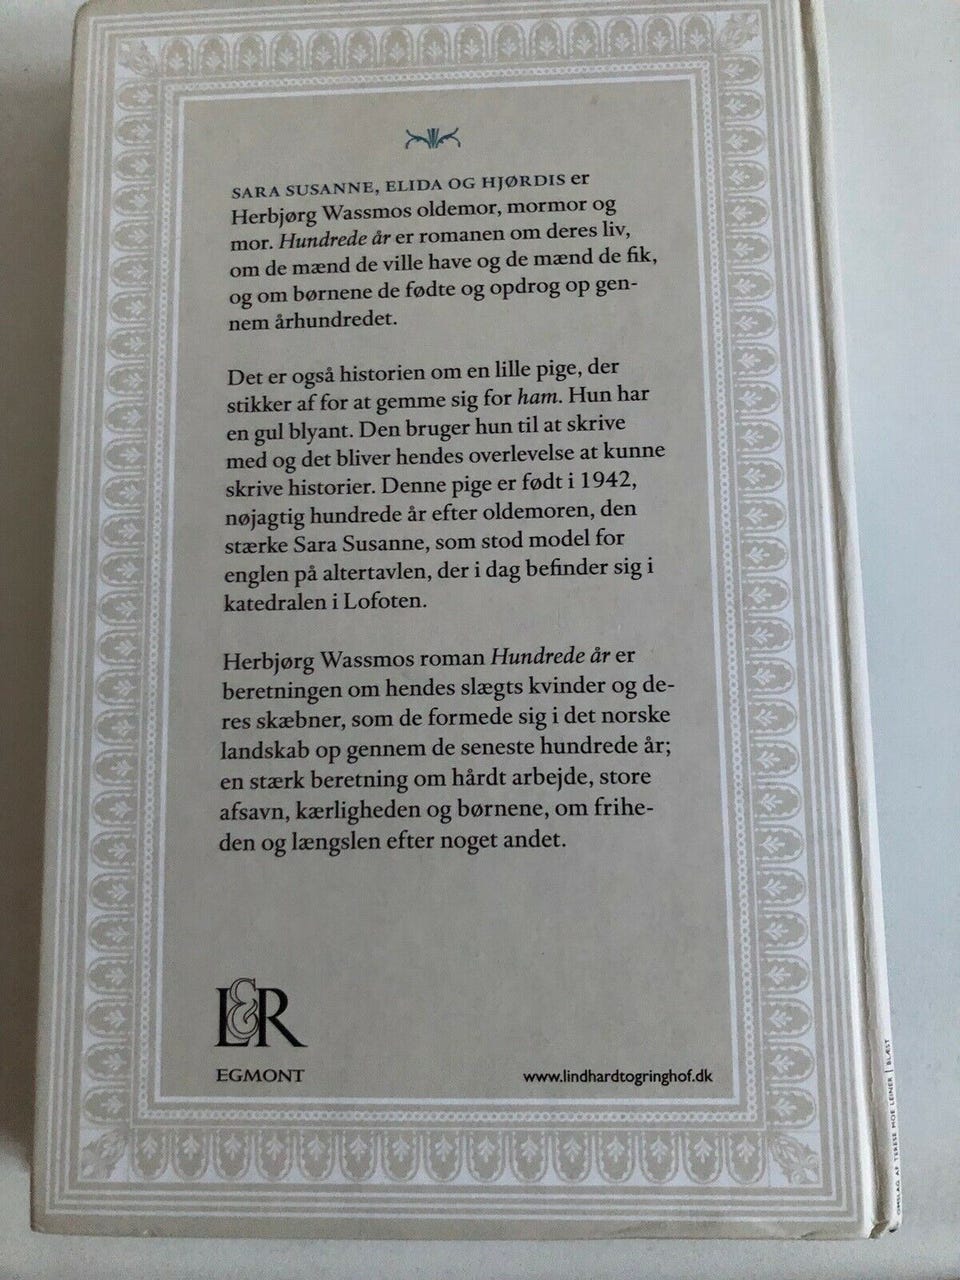 SARA SUSANNE, ELIDA OG HJØRDIS er
Herbjørg Wassmos oldemor, mormor og
mor. Hundrede år er romanen om deres liv,
om de mænd de ville have og de mænd de fik,
og om børnene de fødte og opdrog op gen-
nem århundredet.
Det er også historien om en lille pige, der
stikker af for at gemme sig for ham. Hun har
en gul blyant. Den bruger hun til at skrive
med og det bliver hendes overlevelse at kunne
skrive historier. Denne pige er født i 1942,
nøjagtig hundrede år efter oldemoren, den
stærke Sara Susanne, som stod model for
englen på altertavlen, der i dag befinder sig i
katedralen i Lofoten.
Herbjørg Wassmos roman Hundrede år er
beretningen om hendes slægts kvinder og de-
res skæbner, som de formede sig i det norske
landskab op gennem de seneste hundrede år;
en stærk beretning om hårdt arbejde, store
afsavn, kærligheden og børnene, om frihe-
den og længslen efter noget andet.
L&R
EGMONT
www.lindhardtogringhof.dk
OMSLAG AF TERESE MOE LEINER | BLÆST